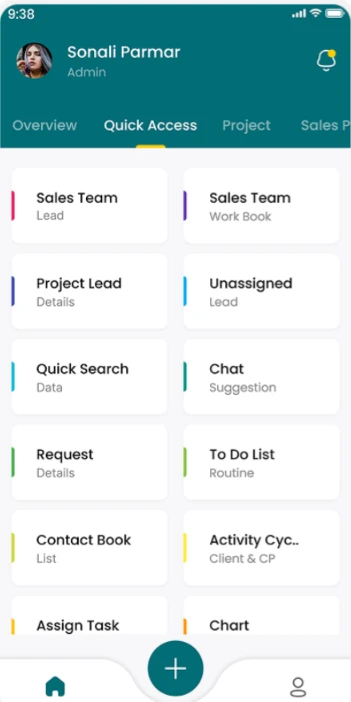 9:38
Sonali Parmar
Admin
Overview Quick Access Project Sales P
Sales Team
Lead
Sales Team
Work Book
Project Lead
Details
Unassigned
Lead
Quick Search
Data
Chat
Suggestion
Request
Details
To Do List
Routine
Contact Book
List
Activity Cyc..
Client & CP
Assign Task
Chart